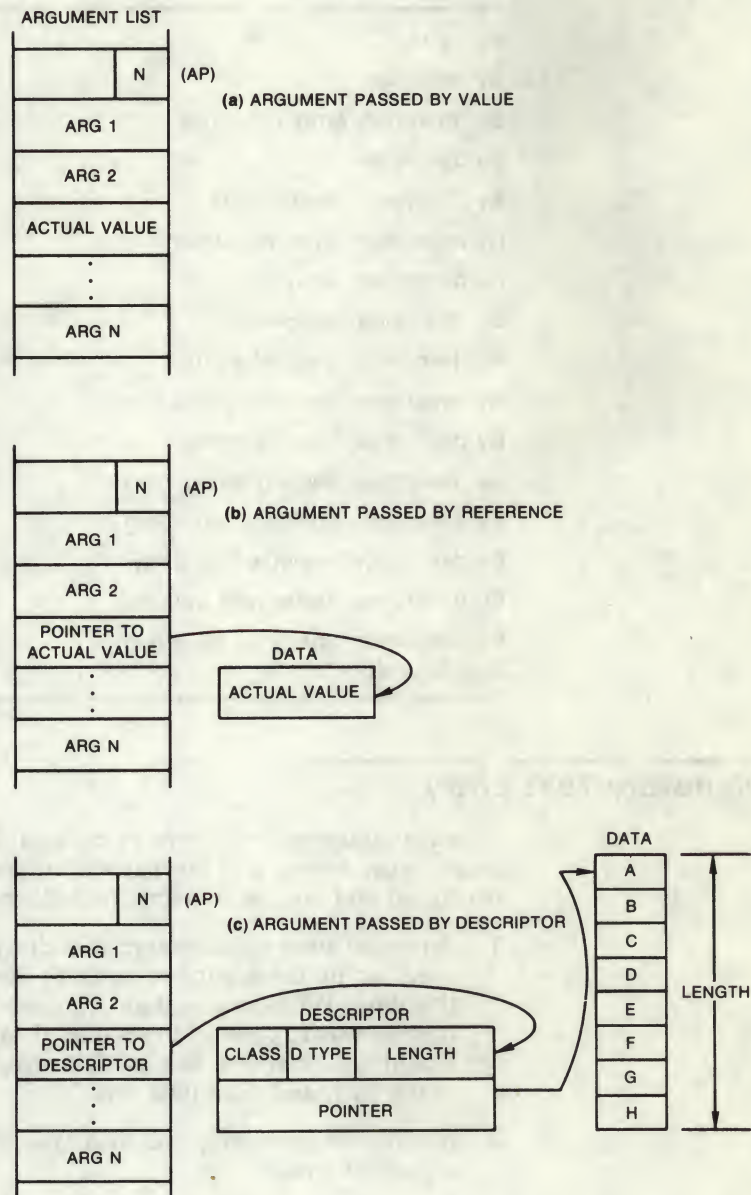 ARGUMENT LIST
N
(AP)
(a) ARGUMENT PASSED BY VALUE
ARG 1
ARG 2
ACTUAL VALUE
ARG N
N
(AP)
(b) ARGUMENT PASSED BY REFERENCE
ARG 1
ARG 2
POINTER TO
ACTUAL VALUE
DATA
ACTUAL VALUE
ARG N
DATA
N
(AP)
(c) ARGUMENT PASSED BY DESCRIPTOR
ARG 1
ARG 2
POINTER TO
DESCRIPTOR
DESCRIPTOR
CLASS
D TYPE
LENGTH
POINTER
ARG N
A
B
C
D
E
F
G
H
LENGTH